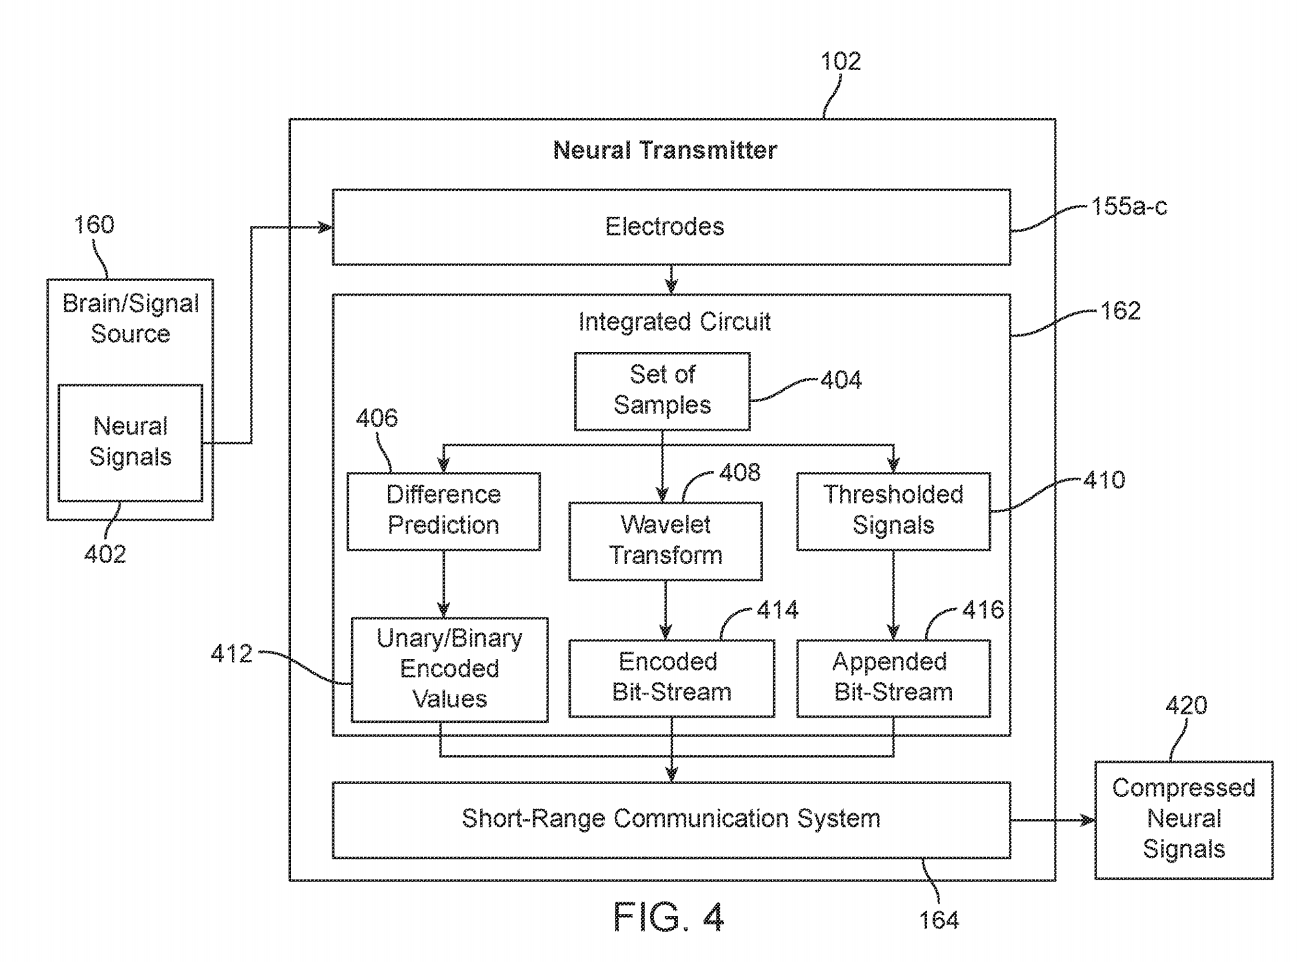 102
Neural Transmitter
155a-c
Electrodes
160
Brain/Signal
Source
162
Integrated Circuit
Set of
Samples
404
Neural
Signals
402
406
Difference
Prediction
408
Wavelet
Transform
Thresholded
Signals
410
412
Unary/Binary
Encoded
Values
414
Encoded
Bit-Stream
416
Appended
Bit-Stream
420
Compressed
Neural
Signals
Short-Range Communication System
164
FIG. 4